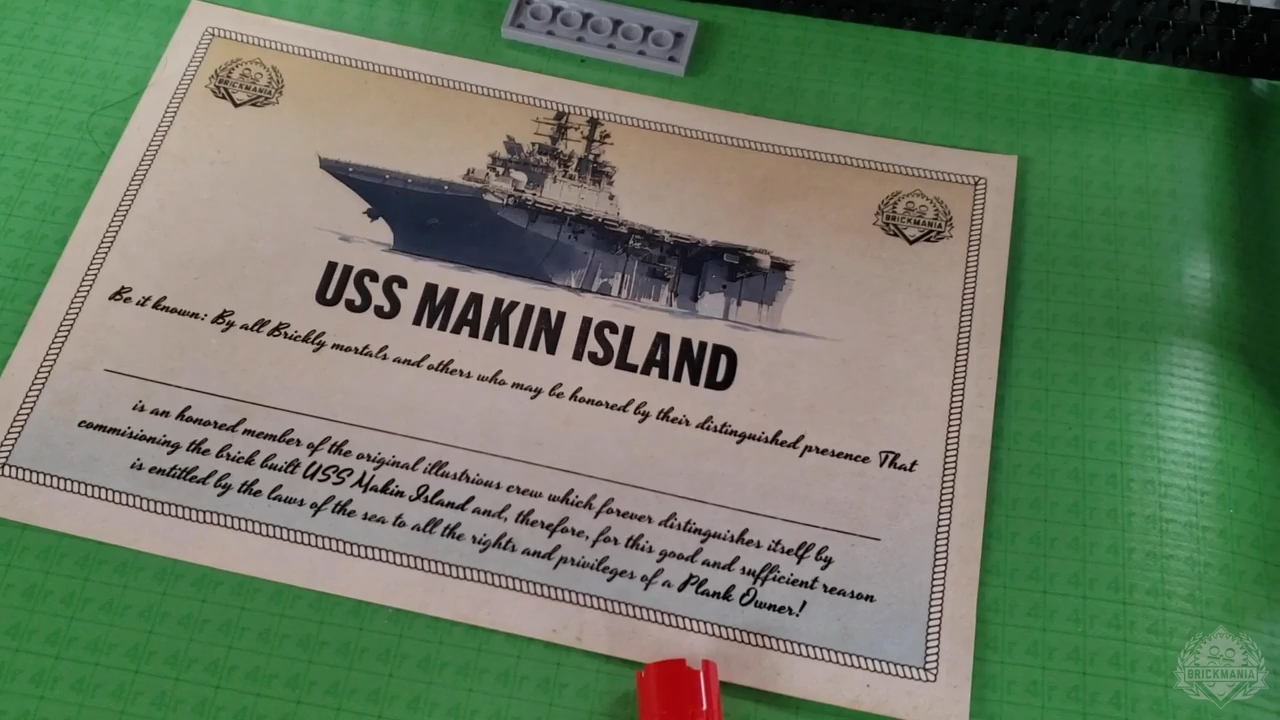 BRICKMANIA
BRICKMANIA
USS MAKIN ISLAND
Be it known: By all Brickly mortals and others who may be honored by their distinguished presence That
is an honored member of the original illustrious crew which forever distinguishes itself by
commisioning the brick built USS Makin Island and, therefore, for this good and sufficient reason
is entitled by the laws of the sea to all the rights and privileges of a Plank Owner!
BRICKMANIA